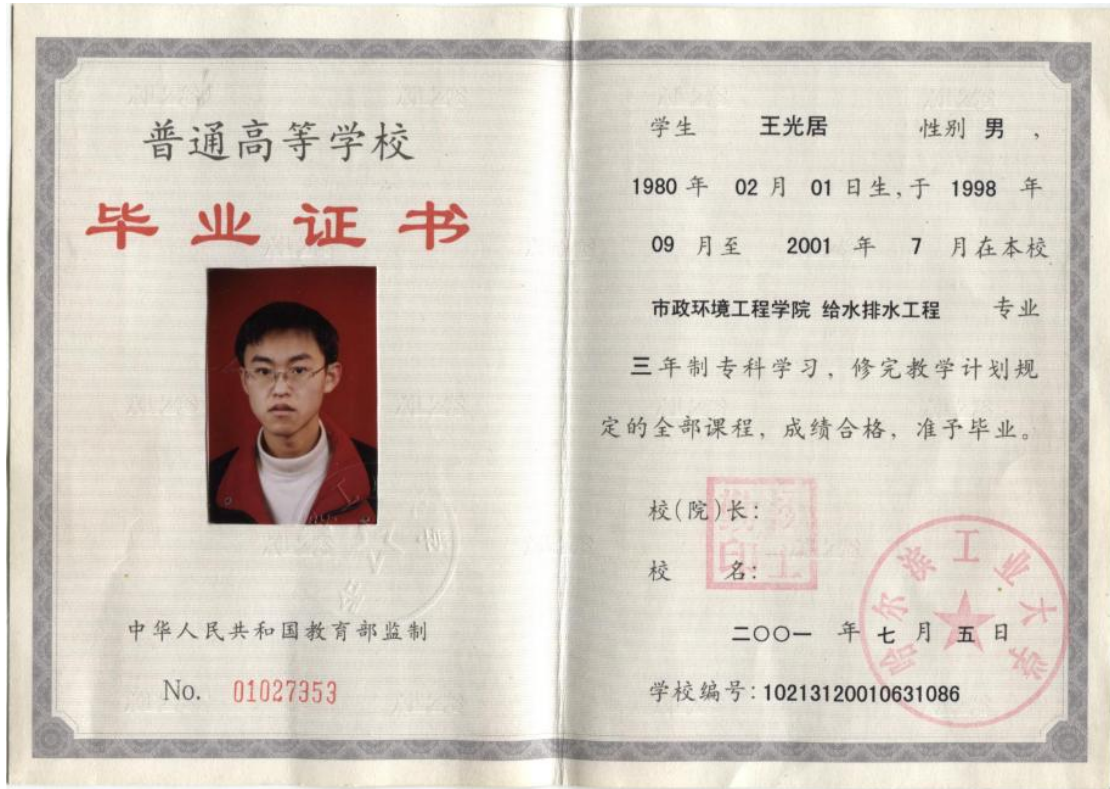 普通高等学校
毕业证书
中华人民共和国教育部监制
No. 01027353
学生 王光居 性别 男,
1980 年 02 月 01 日生,于 1998 年
09 月至 2001 年 7 月在本校
市政环境工程学院 给水排水工程 专业
三年制专科学习, 修完教学计划规
定的全部课程, 成绩合格, 准予毕业。
校(院)长:
校 名:
哈尔滨工业大学
二〇〇一 年 七 月 五 日
学校编号: 10213120010631086